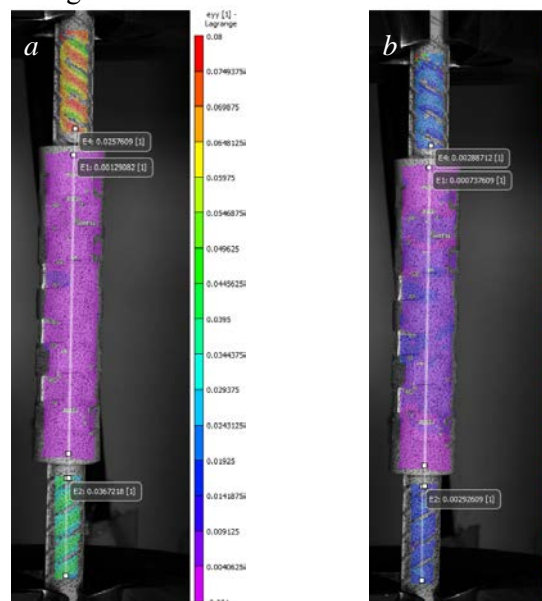 a
eyy [1] -
Lagrange
0.08
0.0749375
0.069875
0.0648125
0.05975
0.0546875
0.049625
0.0445625
0.0395
0.0344375
0.029375
0.0243125
0.01925
0.0141875
0.009125
0.0040625
E4: 0.0257609 [1]
E1: 0.00129082 [1]
E2: 0.0367218 [1]
b
E4: 0.00288712 [1]
E1: 0.000737609 [1]
E2: 0.00292609 [1]